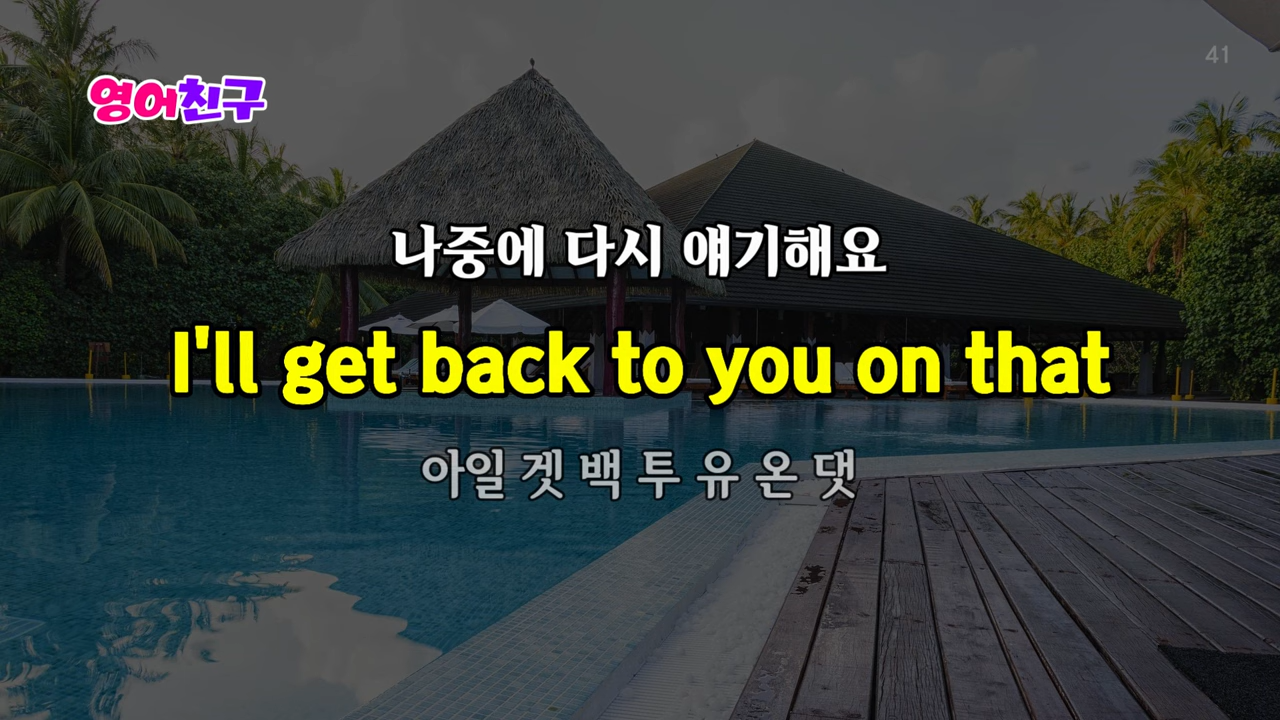 41
영어친구
나중에 다시 얘기해요
I'll get back to you on that
아일 겟 백 투 유 온 댓